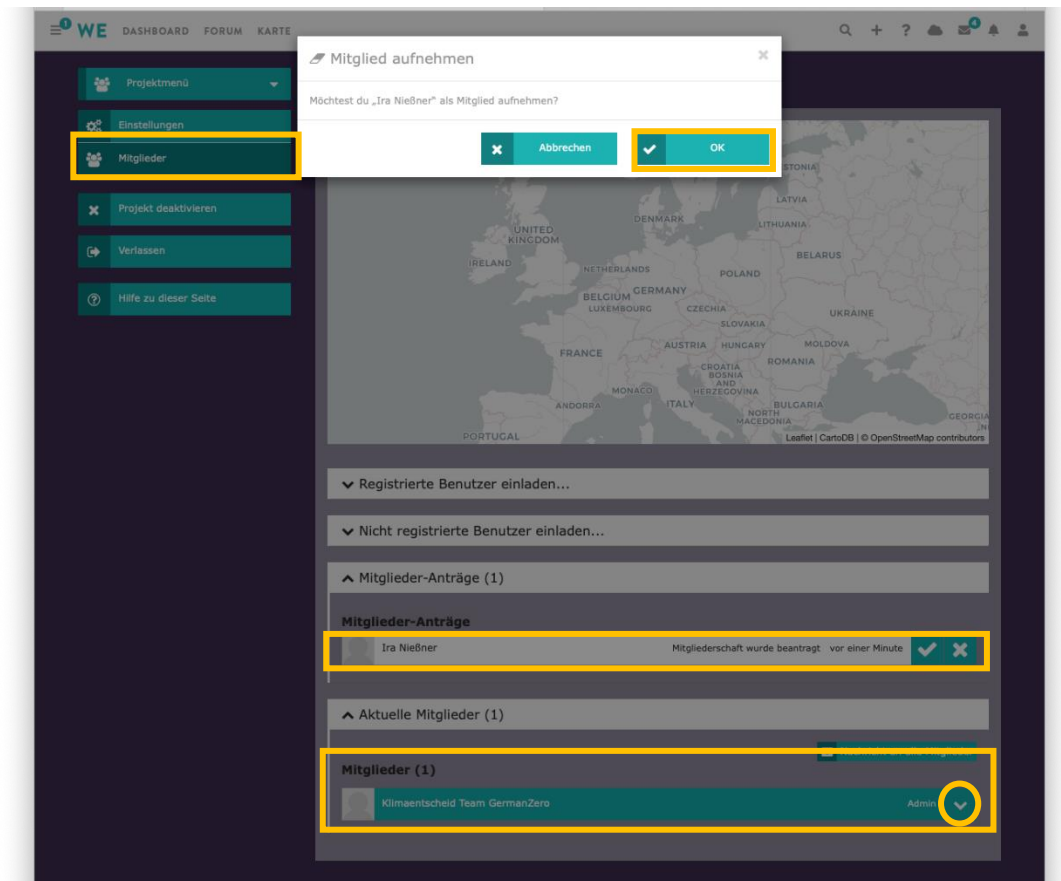 1 WE DASHBOARD FORUM KARTE ? 4
Mitglied aufnehmen
Möchtest du „Ira Nießner“ als Mitglied aufnehmen?
Abbrechen OK
Projektmenü
Einstellungen
Mitglieder
Projekt deaktivieren
Verlassen
Hilfe zu dieser Seite
ESTONIA
LATVIA
DENMARK
LITHUANIA
UNITED
KINGDOM
BELARUS
IRELAND
NETHERLANDS
POLAND
GERMANY
BELGIUM
LUXEMBOURG CZECHIA
UKRAINE
SLOVAKIA
AUSTRIA HUNGARY MOLDOVA
FRANCE
ROMANIA
CROATIA
BOSNIA
AND
HERZEGOVINA
MONACO
ANDORRA ITALY BULGARIA
NORTH
MACEDONIA
GEORGIA
PORTUGAL
Leaflet | CartoDB | © OpenStreetMap contributors
Registrierte Benutzer einladen...
Nicht registrierte Benutzer einladen...
Mitglieder-Anträge (1)
Mitglieder-Anträge
Ira Nießner Mitgliederschaft wurde beantragt vor einer Minute
Aktuelle Mitglieder (1)
Mitglieder (1)
Klimaentscheid Team GermanZero Admin